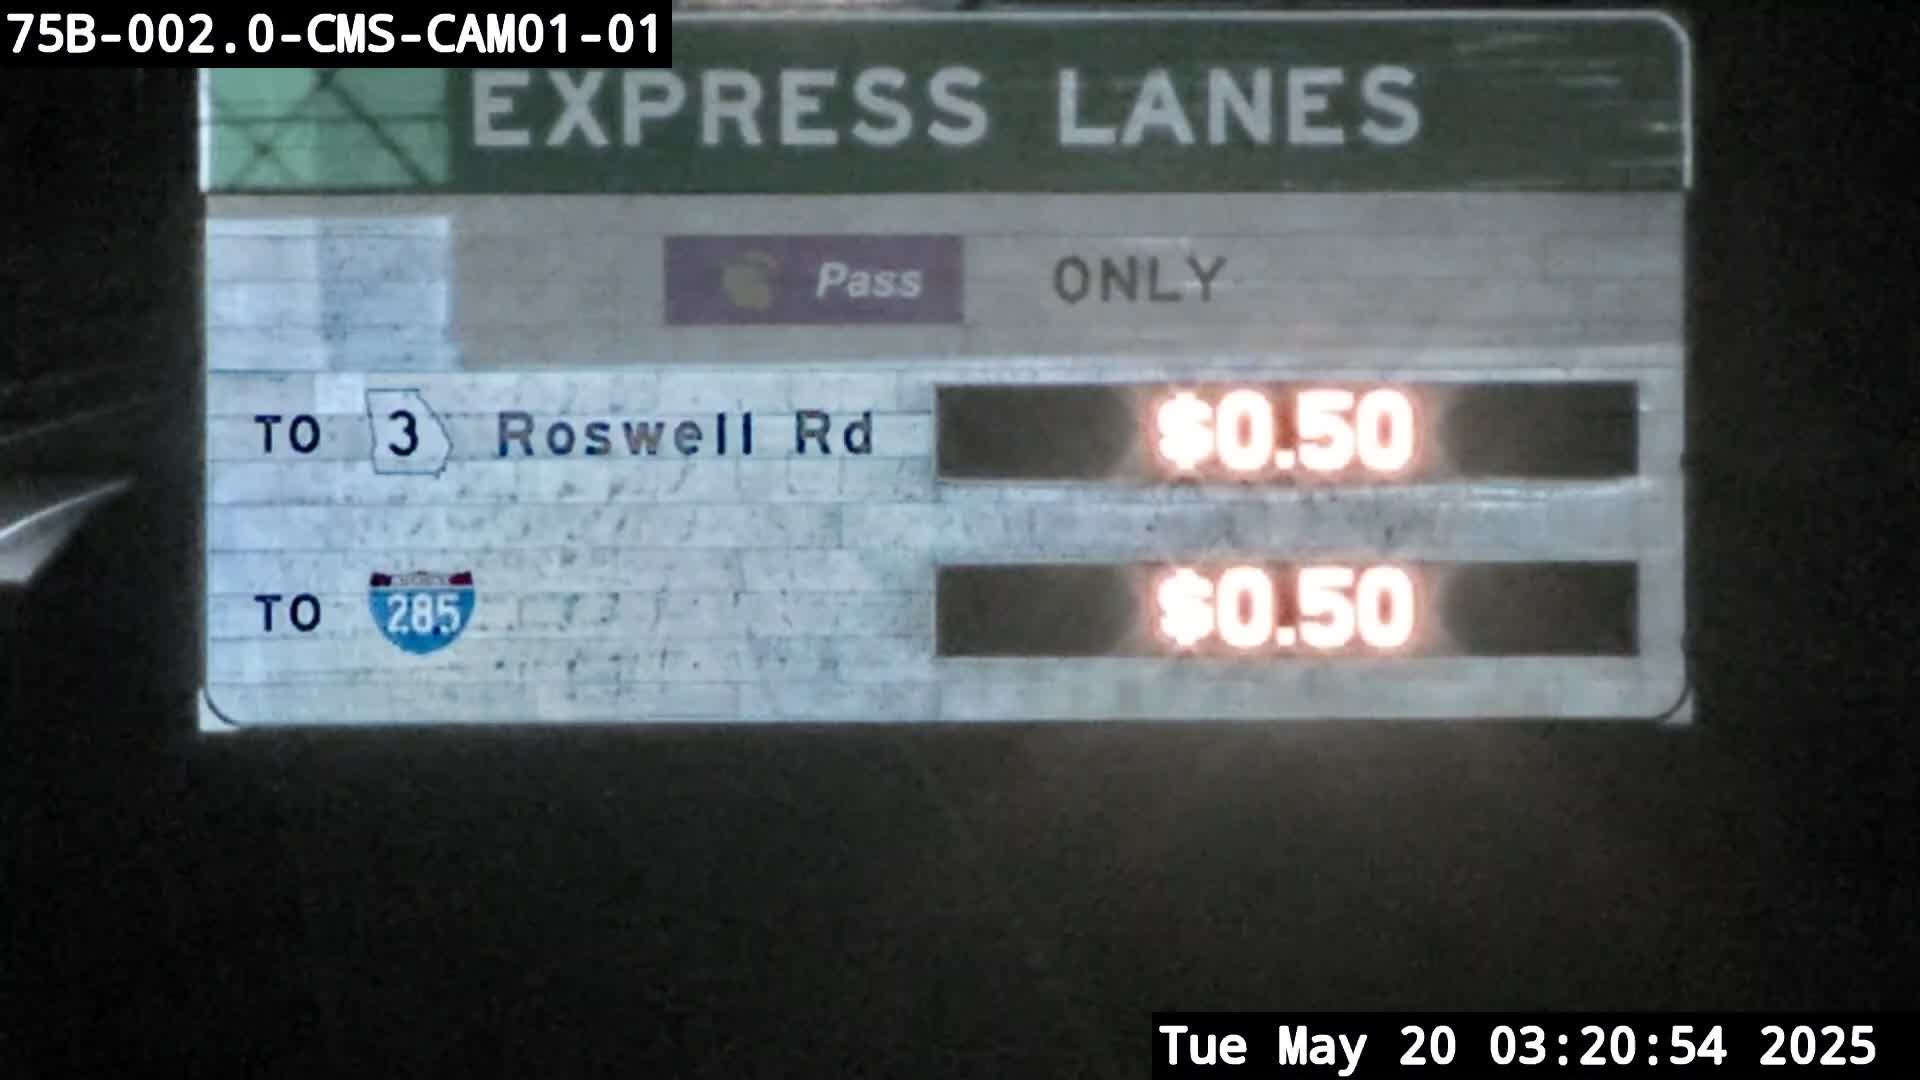 75B-002.0-CMS-CAM01-01
EXPRESS LANES
Pass ONLY
TO 3 Roswell Rd $0.50
TO 285 $0.50
Tue May 20 03:20:54 2025